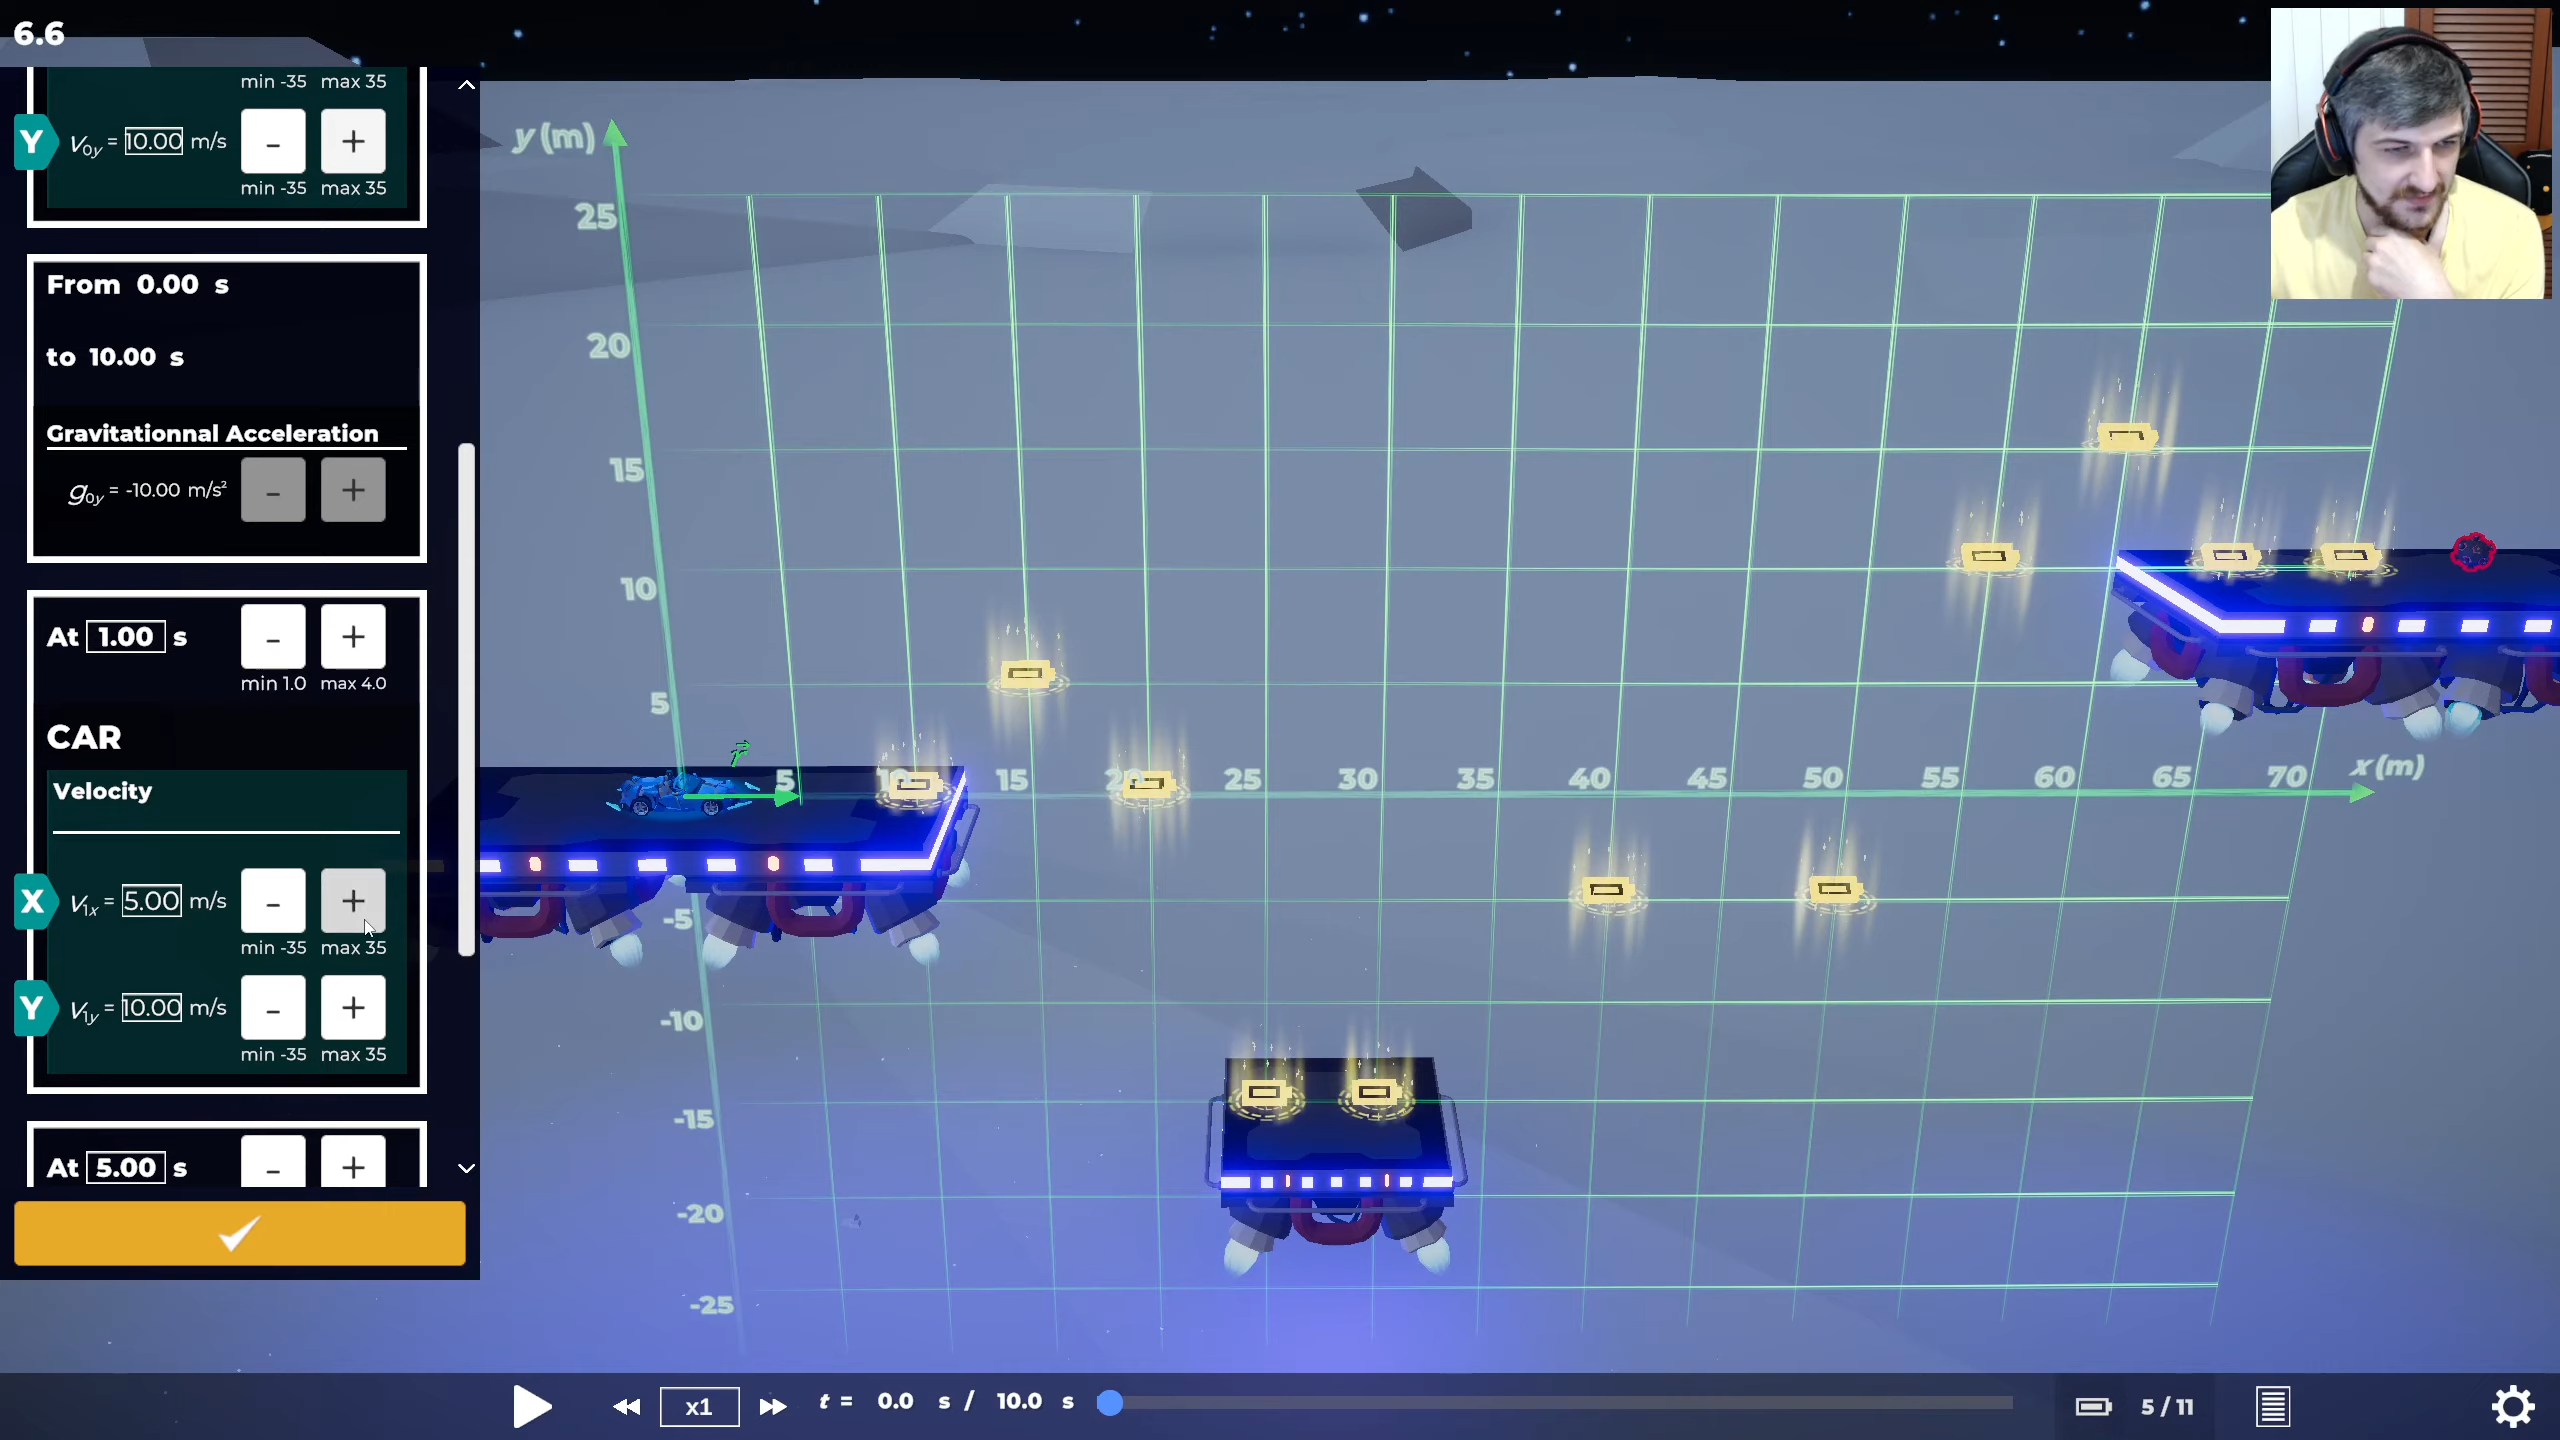 6.6
min -35 max 35
Y V0y = 10.00 m/s - +
min -35 max 35
From 0.00 s
to 10.00 s
Gravitationnal Acceleration
g0y = -10.00 m/s² - +
At 1.00 s - +
min 1.0 max 4.0
CAR
Velocity
X V1x = 5.00 m/s - +
min -35 max 35
Y V1y = 10.00 m/s - +
min -35 max 35
At 5.00 s - +
y (m)
25
20
15
10
5
5 10 15 20 25 30 35 40 45 50 55 60 65 70 x (m)
-5
-10
-15
-20
-25
x1 t = 0.0 s / 10.0 s 5 / 11